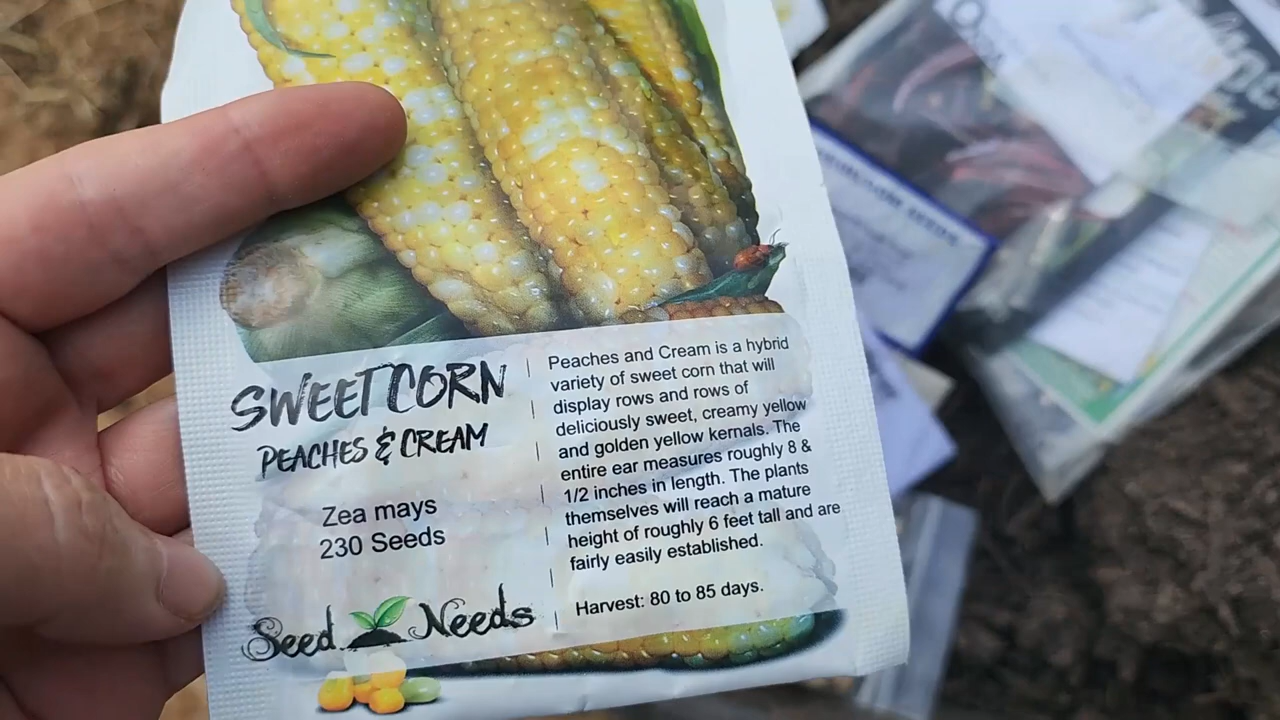 SWEET CORN
PEACHES & CREAM
Zea mays
230 Seeds
Seed Needs
Peaches and Cream is a hybrid
variety of sweet corn that will
display rows and rows of
deliciously sweet, creamy yellow
and golden yellow kernals. The
entire ear measures roughly 8 &
1/2 inches in length. The plants
themselves will reach a mature
height of roughly 6 feet tall and are
fairly easily established.
Harvest: 80 to 85 days.